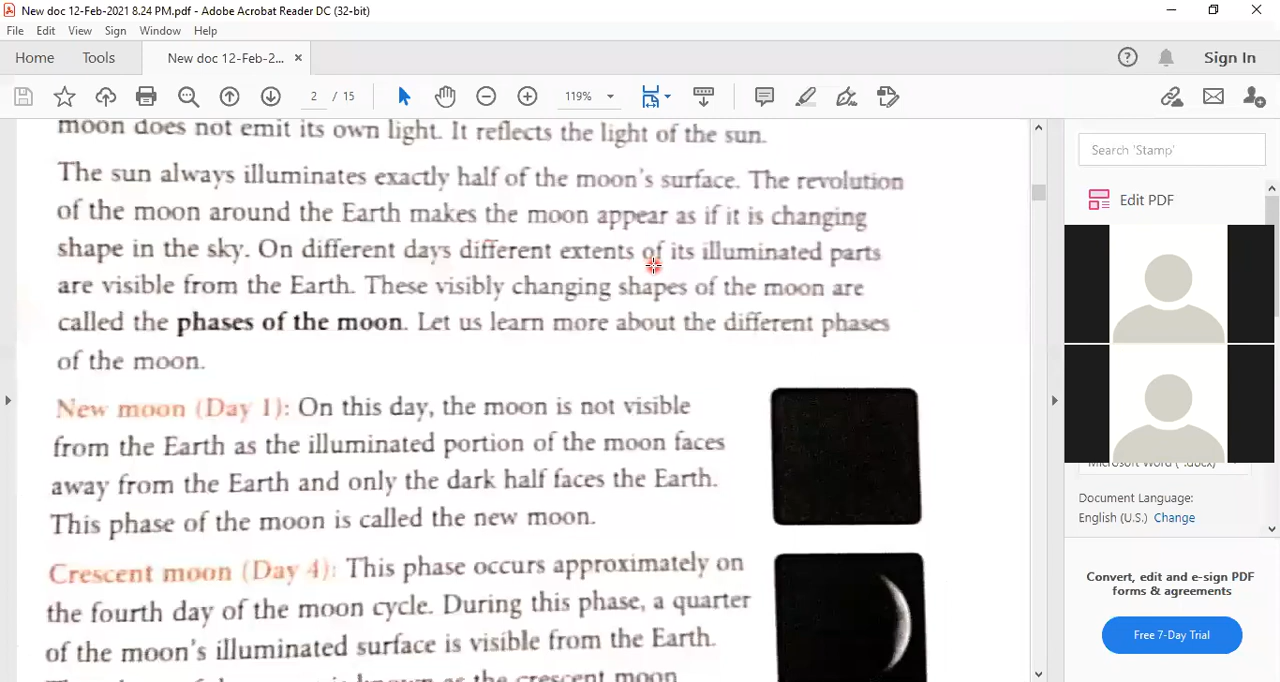 New doc 12-Feb-2021 8.24 PM.pdf - Adobe Acrobat Reader DC (32-bit)
File Edit View Sign Window Help
Home Tools New doc 12-Feb-2... ×
Sign In
2 / 15
119%
Search 'Stamp'
Edit PDF
moon does not emit its own light. It reflects the light of the sun.
The sun always illuminates exactly half of the moon's surface. The revolution
of the moon around the Earth makes the moon appear as if it is changing
shape in the sky. On different days different extents of its illuminated parts
are visible from the Earth. These visibly changing shapes of the moon are
called the phases of the moon. Let us learn more about the different phases
of the moon.
New moon (Day 1): On this day, the moon is not visible
from the Earth as the illuminated portion of the moon faces
away from the Earth and only the dark half faces the Earth.
This phase of the moon is called the new moon.
Crescent moon (Day 4): This phase occurs approximately on
the fourth day of the moon cycle. During this phase, a quarter
of the moon's illuminated surface is visible from the Earth.
crescent moon
Microsoft Word (*.docx)
Document Language:
English (U.S.) Change
Convert, edit and e-sign PDF
forms & agreements
Free 7-Day Trial